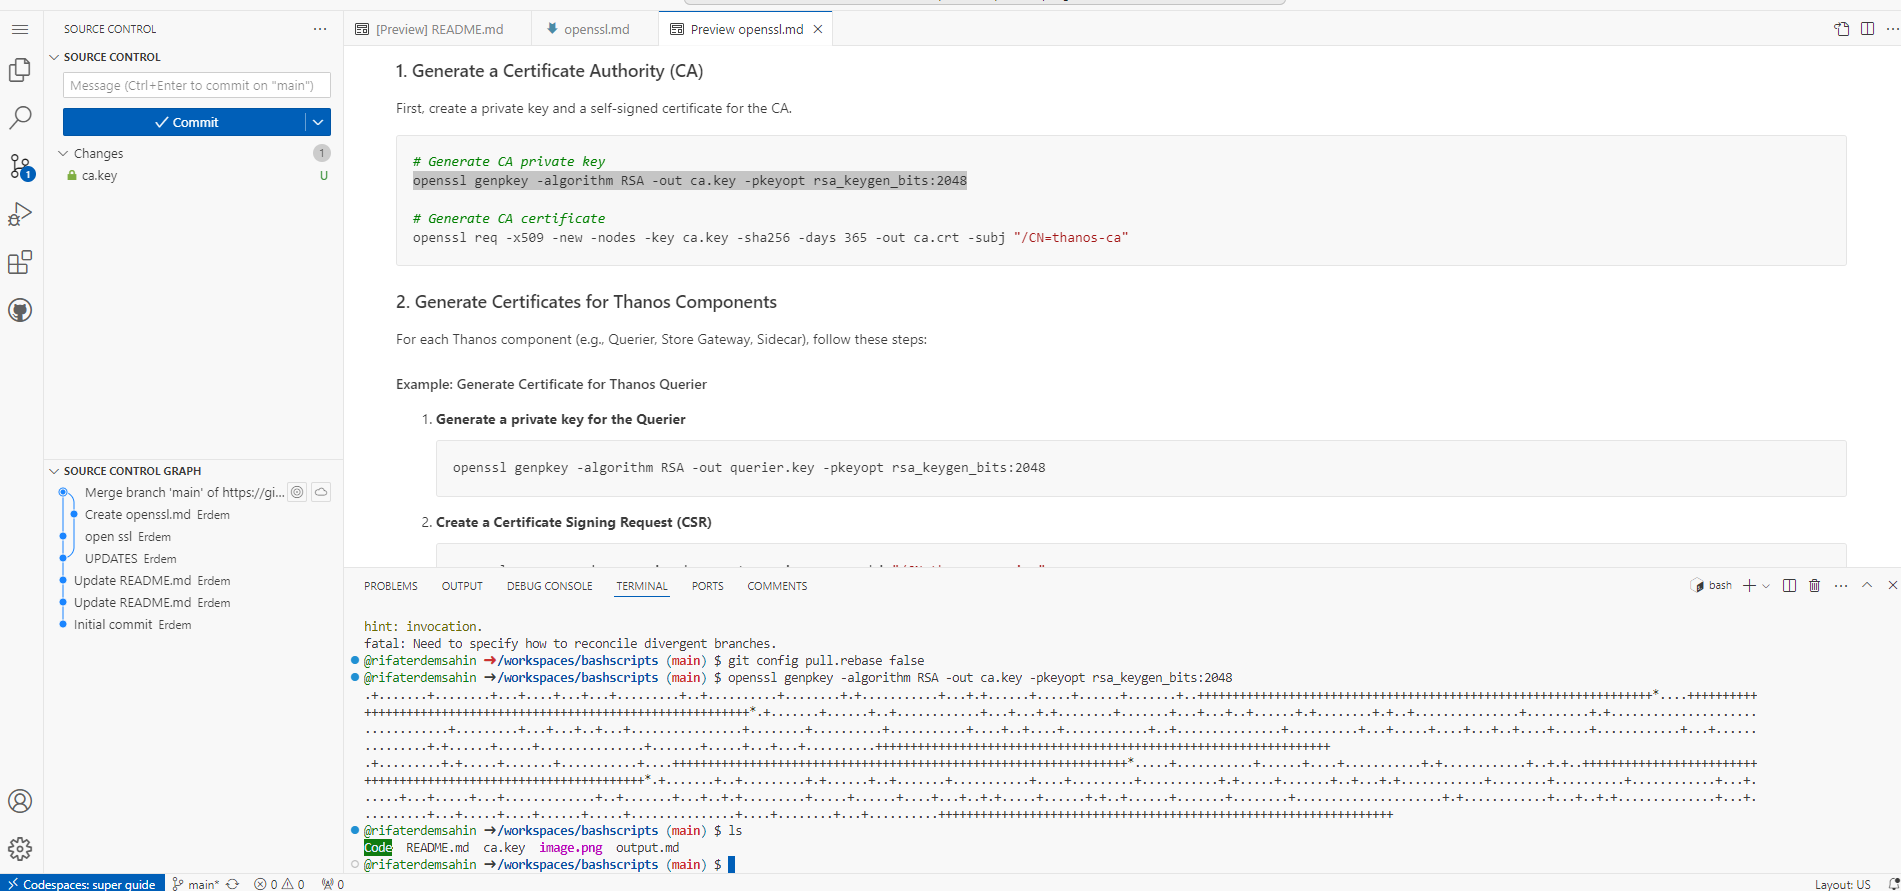 SOURCE CONTROL
SOURCE CONTROL
Message (Ctrl+Enter to commit on "main")
Commit
Changes 1
ca.key U
1
SOURCE CONTROL GRAPH
Merge branch 'main' of https://gi...
Create openssl.md Erdem
open ssl Erdem
UPDATES Erdem
Update README.md Erdem
Update README.md Erdem
Initial commit Erdem
[Preview] README.md
openssl.md
Preview openssl.md
1. Generate a Certificate Authority (CA)
First, create a private key and a self-signed certificate for the CA.
# Generate CA private key
openssl genpkey -algorithm RSA -out ca.key -pkeyopt rsa_keygen_bits:2048
# Generate CA certificate
openssl req -x509 -new -nodes -key ca.key -sha256 -days 365 -out ca.crt -subj "/CN=thanos-ca"
2. Generate Certificates for Thanos Components
For each Thanos component (e.g., Querier, Store Gateway, Sidecar), follow these steps:
Example: Generate Certificate for Thanos Querier
1. Generate a private key for the Querier
openssl genpkey -algorithm RSA -out querier.key -pkeyopt rsa_keygen_bits:2048
2. Create a Certificate Signing Request (CSR)
PROBLEMS OUTPUT DEBUG CONSOLE TERMINAL PORTS COMMENTS
bash
hint: invocation.
fatal: Need to specify how to reconcile divergent branches.
@rifaterdemsahin ➜/workspaces/bashscripts (main) $ git config pull.rebase false
@rifaterdemsahin ➜/workspaces/bashscripts (main) $ openssl genpkey -algorithm RSA -out ca.key -pkeyopt rsa_keygen_bits:2048
@rifaterdemsahin ➜/workspaces/bashscripts (main) $ ls
Code README.md ca.key image.png output.md
@rifaterdemsahin ➜/workspaces/bashscripts (main) $
Codespaces: super guide main* 0 0 0 Layout: US